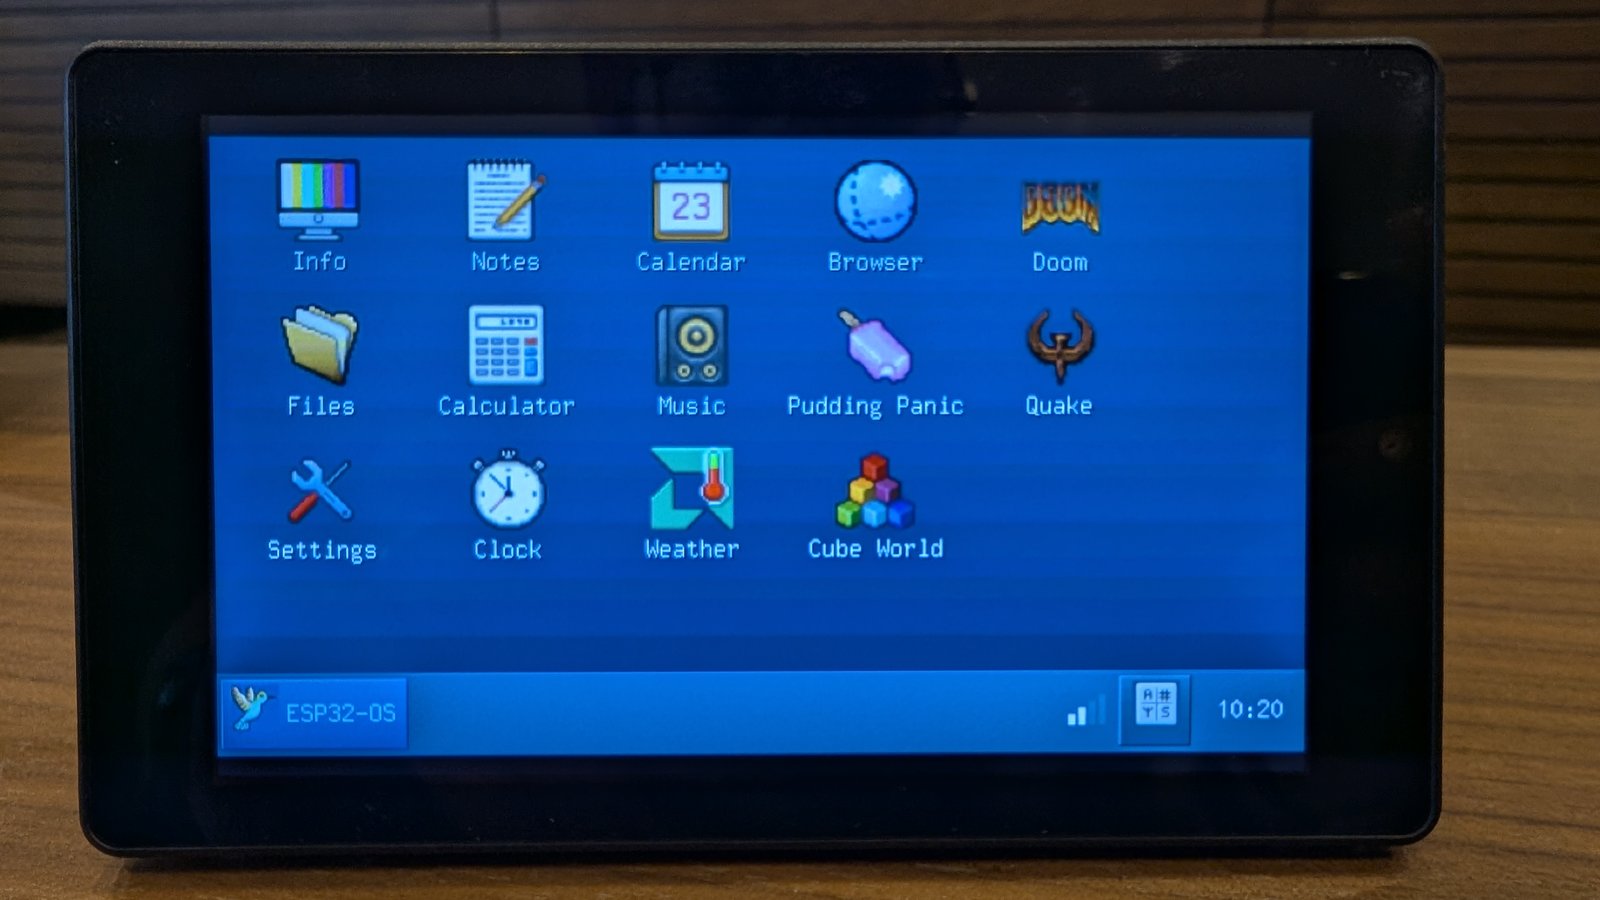 Info
Notes
23
Calendar
Browser
DOOM
Doom
Files
Calculator
Music
Pudding Panic
Quake
Settings
Clock
Weather
Cube World
ESP32-OS
A #
Y S
10:20